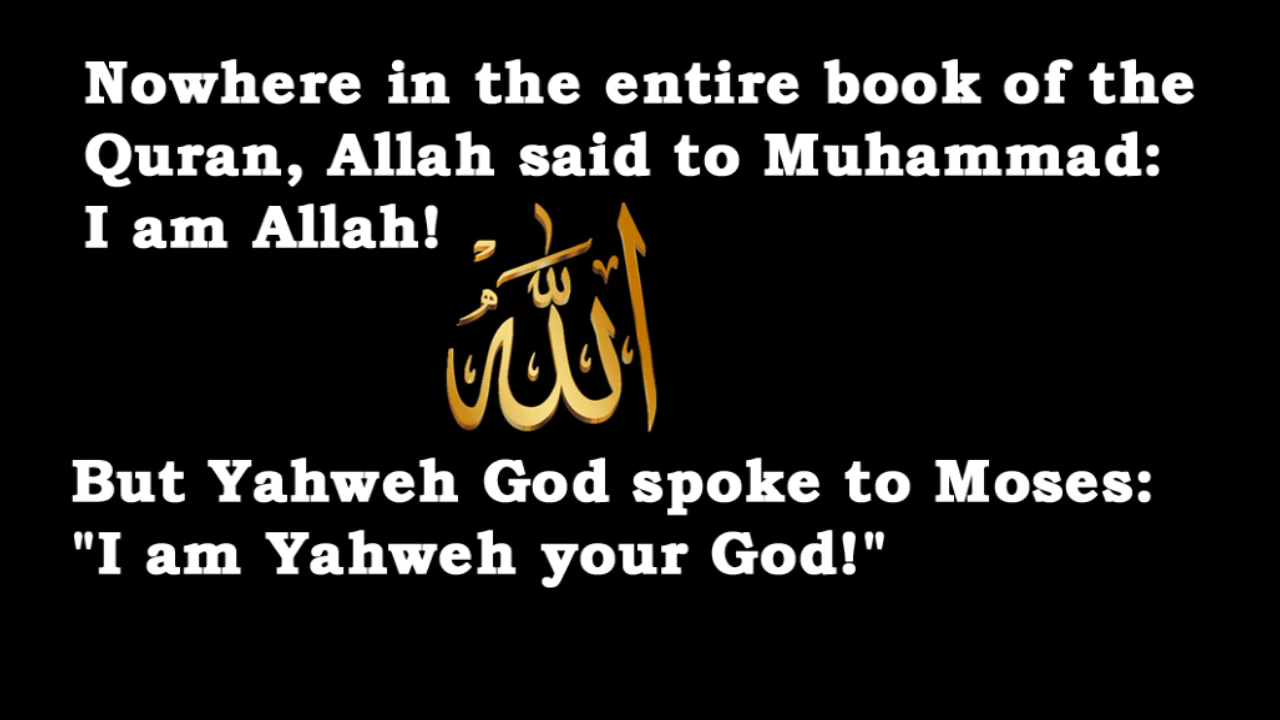 Nowhere in the entire book of the
Quran, Allah said to Muhammad:
I am Allah!
اللّٰهُ
But Yahweh God spoke to Moses:
"I am Yahweh your God!"